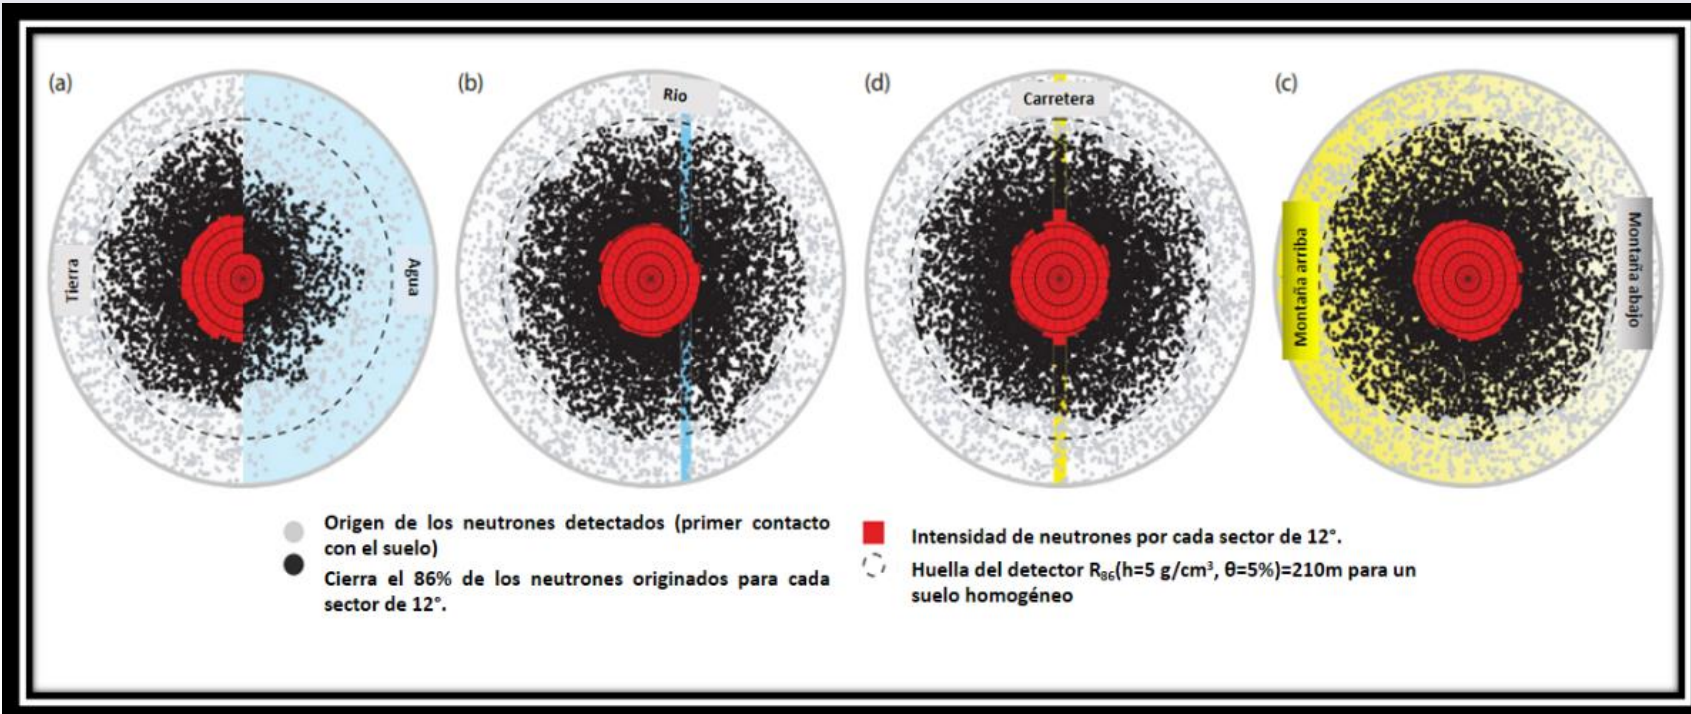 (a)
Tierra
Agua
(b)
Rio
(d)
Carretera
(c)
Montaña arriba
Montaña abajo
Origen de los neutrones detectados (primer contacto
con el suelo)
Cierra el 86% de los neutrones originados para cada
sector de 12°.
Intensidad de neutrones por cada sector de 12°.
Huella del detector R₈₆(h=5 g/cm³, θ=5%)=210m para un
suelo homogéneo